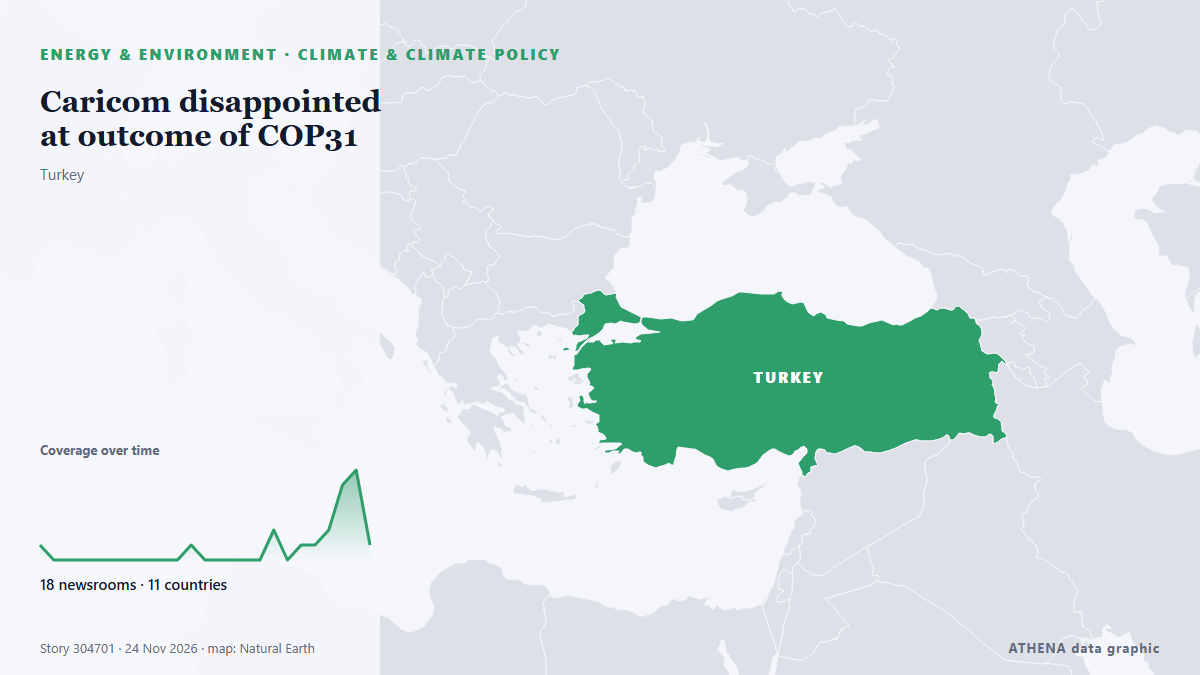 ENERGY & ENVIRONMENT · CLIMATE & CLIMATE POLICY
Caricom disappointed
at outcome of COP31
Turkey
TURKEY
Coverage over time
18 newsrooms · 11 countries
Story 304701 · 24 Nov 2026 · map: Natural Earth
ATHENA data graphic